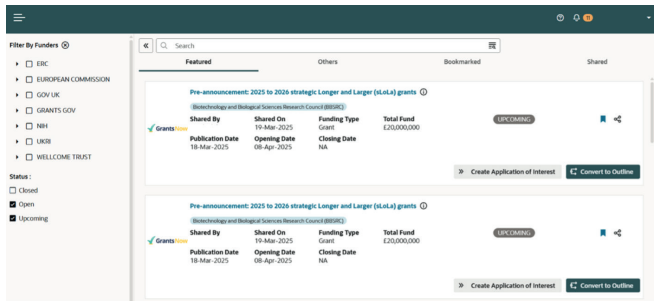 11
Filter By Funders
Search
ERC
EUROPEAN COMMISSION
GOV UK
GRANTS GOV
NIH
UKRI
WELLCOME TRUST
Status :
Closed
Open
Upcoming
Featured Others Bookmarked Shared
Pre-announcement: 2025 to 2026 strategic Longer and Larger (sLoLa) grants
Biotechnology and Biological Sciences Research Council (BBSRC)
Grants
Shared By Shared On Funding Type Total Fund
19-Mar-2025 Grant £20,000,000
UPCOMING
Publication Date Opening Date Closing Date
18-Mar-2025 08-Apr-2025 NA
Create Application of Interest Convert to Outline
Pre-announcement: 2025 to 2026 strategic Longer and Larger (sLoLa) grants
Biotechnology and Biological Sciences Research Council (BBSRC)
Grants
Shared By Shared On Funding Type Total Fund
19-Mar-2025 Grant £20,000,000
UPCOMING
Publication Date Opening Date Closing Date
18-Mar-2025 08-Apr-2025 NA
Create Application of Interest Convert to Outline